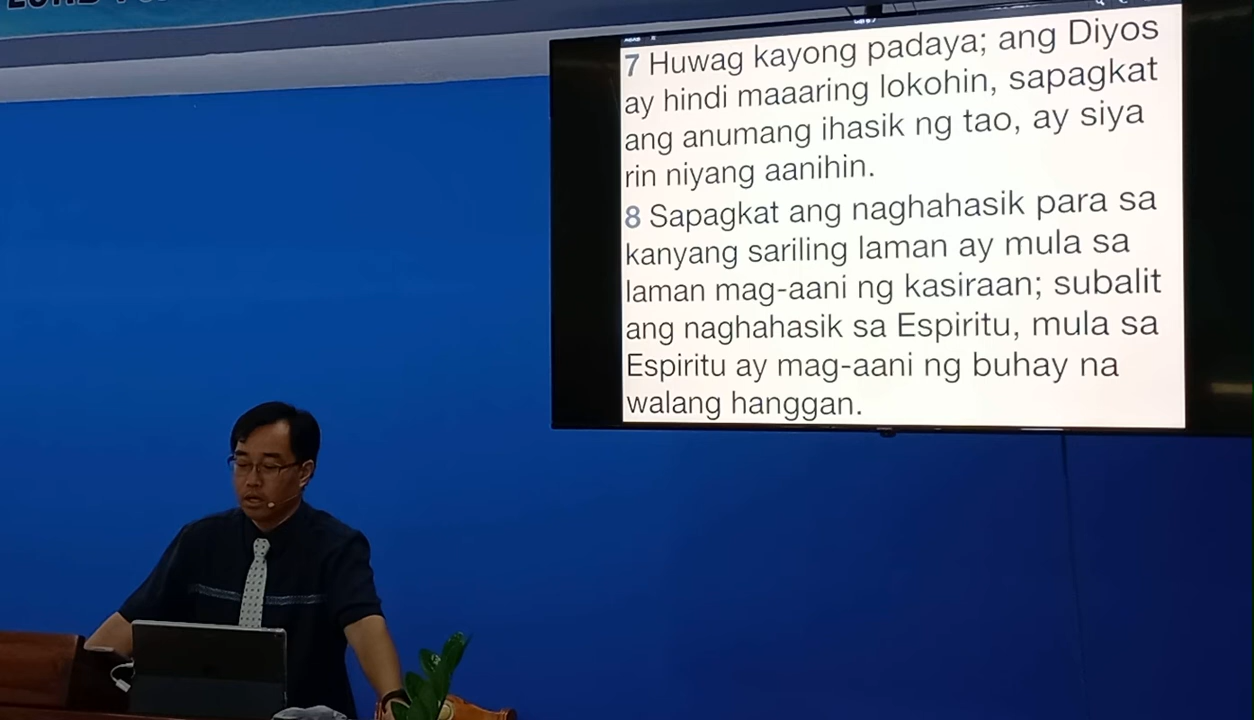 7 Huwag kayong padaya; ang Diyos
ay hindi maaaring lokohin, sapagkat
ang anumang ihasik ng tao, ay siya
rin niyang aanihin.
8 Sapagkat ang naghahasik para sa
kanyang sariling laman ay mula sa
laman mag-aani ng kasiraan; subalit
ang naghahasik sa Espiritu, mula sa
Espiritu ay mag-aani ng buhay na
walang hanggan.